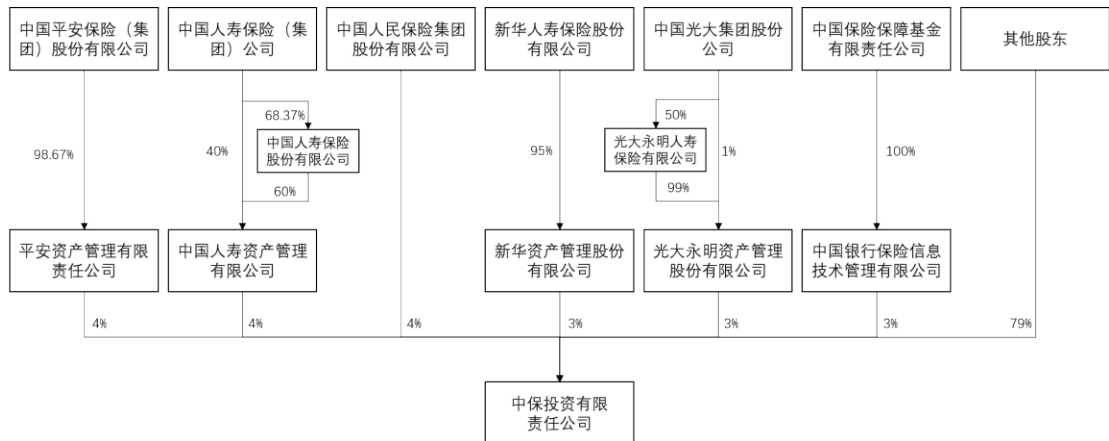 中国平安保险（集
团）股份有限公司
中国人寿保险（集
团）公司
中国人民保险集团
股份有限公司
新华人寿保险股份
有限公司
中国光大集团股份
公司
中国保险保障基金
有限责任公司
其他股东
68.37%
50%
98.67%
40%
中国人寿保险
股份有限公司
95%
光大永明人寿
保险有限公司
1%
100%
60%
99%
平安资产管理有限
责任公司
中国人寿资产管理
有限公司
新华资产管理股份
有限公司
光大永明资产管理
股份有限公司
中国银行保险信息
技术管理有限公司
4%
4%
4%
3%
3%
3%
79%
中保投资有限
责任公司